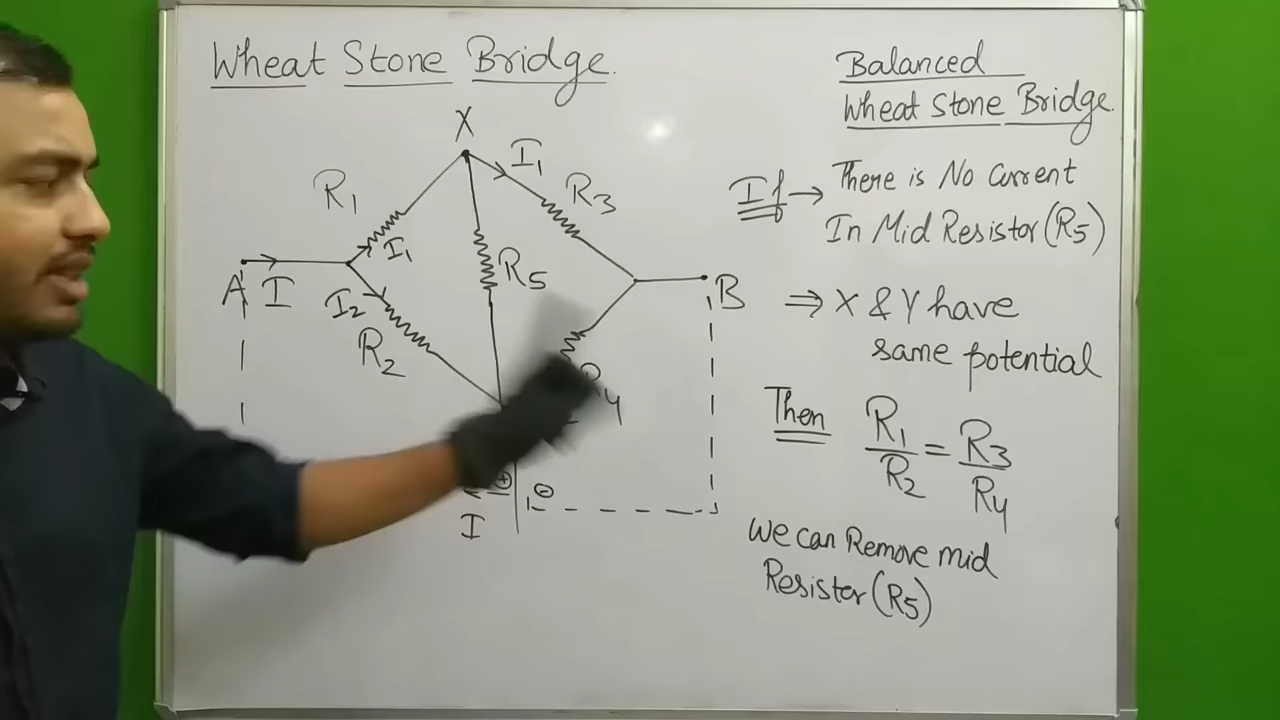 Wheat Stone Bridge.
X
I₁
R₁
R₃
I₁
A
I
I₂
R₅
B
R₂
R₄
⊕
⊖
I
Balanced
Wheat Stone Bridge.
If → There is No Current
In Mid Resistor (R₅)
⇒ X & Y have
same potential
Then R₁/R₂ = R₃/R₄
We can Remove mid
Resistor (R₅)